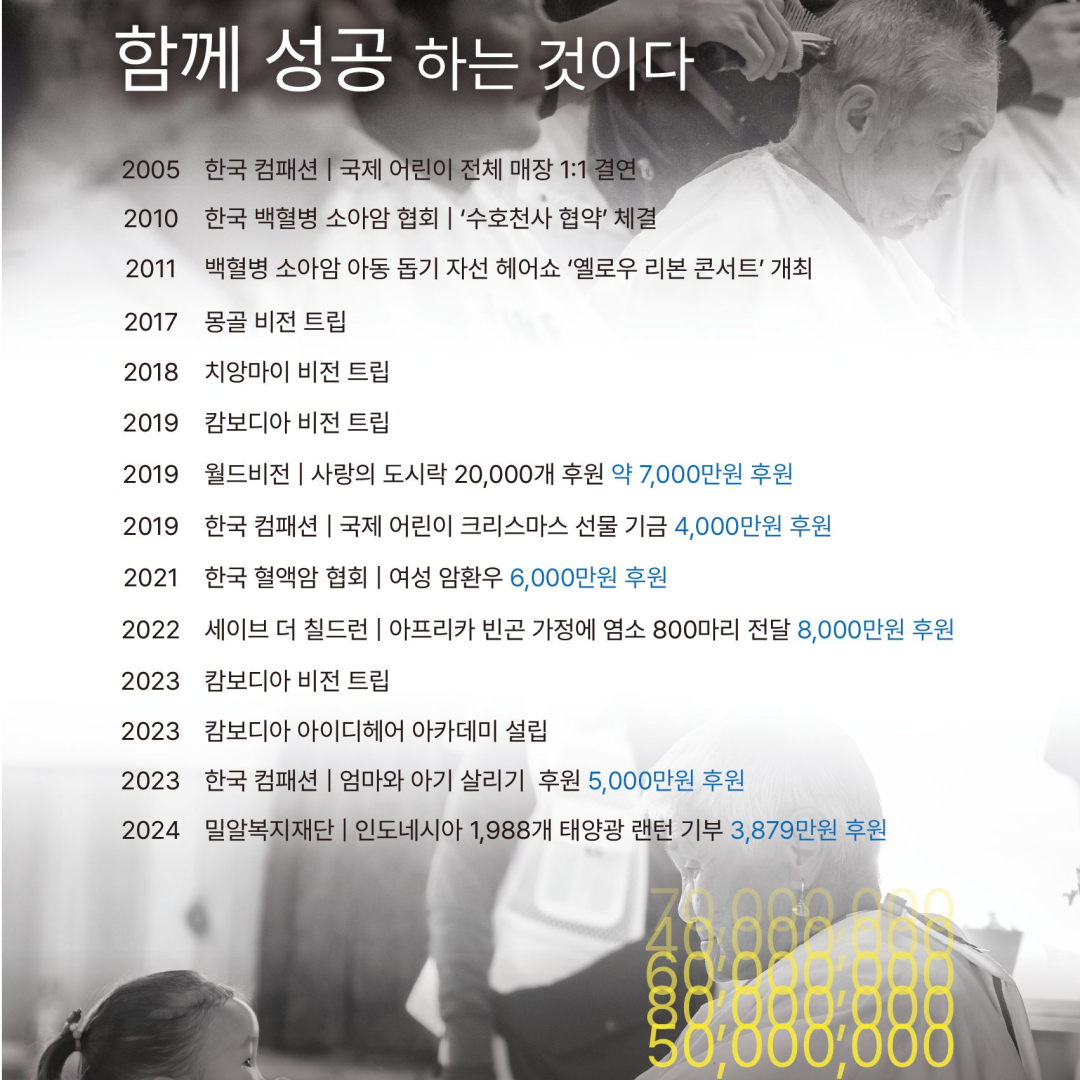 함께 성공 하는 것이다
2005 한국 컴패션 | 국제 어린이 전체 매장 1:1 결연
2010 한국 백혈병 소아암 협회 | ‘수호천사 협약’ 체결
2011 백혈병 소아암 아동 돕기 자선 헤어쇼 ‘옐로우 리본 콘서트’ 개최
2017 몽골 비전 트립
2018 치앙마이 비전 트립
2019 캄보디아 비전 트립
2019 월드비전 | 사랑의 도시락 20,000개 후원 약 7,000만원 후원
2019 한국 컴패션 | 국제 어린이 크리스마스 선물 기금 4,000만원 후원
2021 한국 혈액암 협회 | 여성 암환우 6,000만원 후원
2022 세이브 더 칠드런 | 아프리카 빈곤 가정에 염소 800마리 전달 8,000만원 후원
2023 캄보디아 비전 트립
2023 캄보디아 아이디헤어 아카데미 설립
2023 한국 컴패션 | 엄마와 아기 살리기 후원 5,000만원 후원
2024 밀알복지재단 | 인도네시아 1,988개 태양광 랜턴 기부 3,879만원 후원
70,000,000
40,000,000
60,000,000
80,000,000
50,000,000